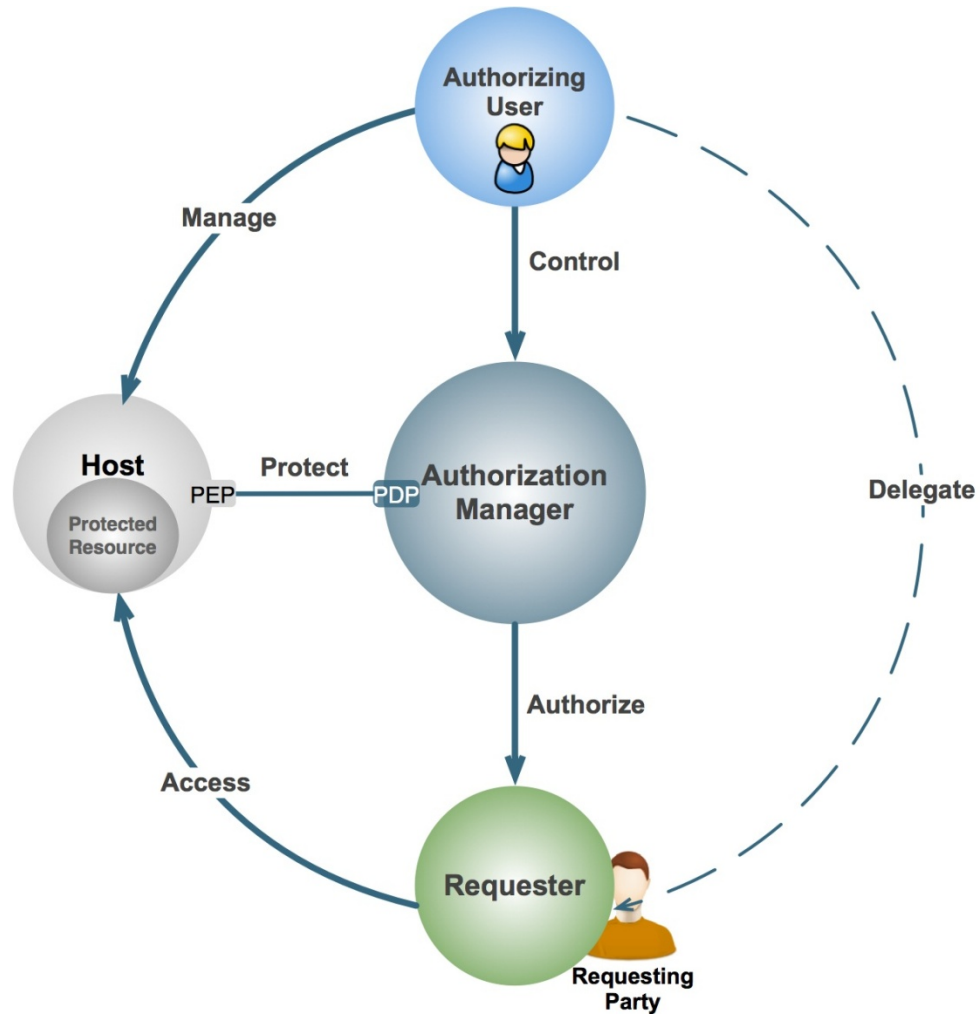 Authorizing
User
Manage
Control
Host
Protected
Resource
PEP
Protect
PDP
Authorization
Manager
Delegate
Authorize
Access
Requester
Requesting
Party